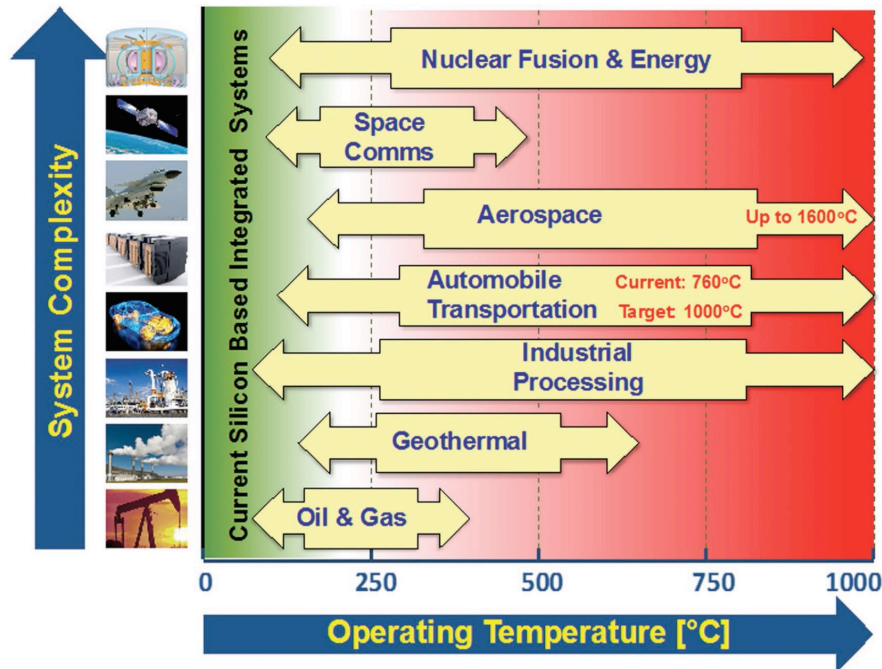 System Complexity
Current Silicon Based Integrated Systems
Nuclear Fusion & Energy
Space
Comms
Aerospace
Up to 1600°C
Automobile
Transportation
Current: 760°C
Target: 1000°C
Industrial
Processing
Geothermal
Oil & Gas
0
250
500
750
1000
Operating Temperature [°C]